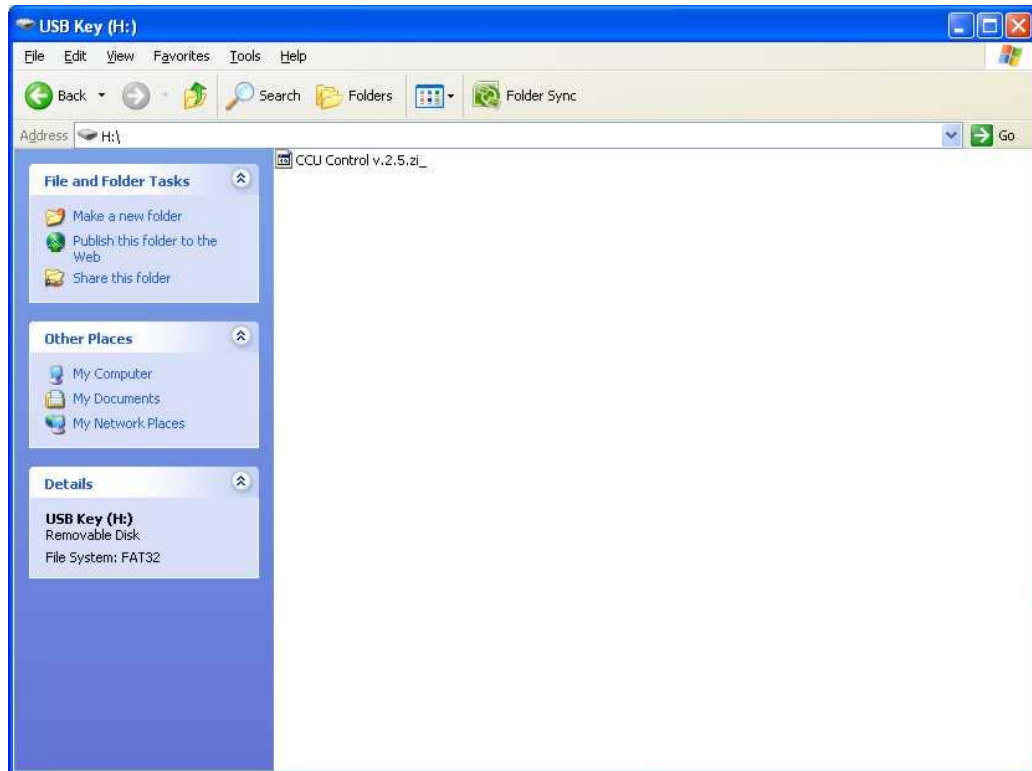 USB Key (H:)
File Edit View Favorites Tools Help
Back Search Folders Folder Sync
Address H:\ Go
CCU Control v.2.5.zi_
File and Folder Tasks
Make a new folder
Publish this folder to the
Web
Share this folder
Other Places
My Computer
My Documents
My Network Places
Details
USB Key (H:)
Removable Disk
File System: FAT32